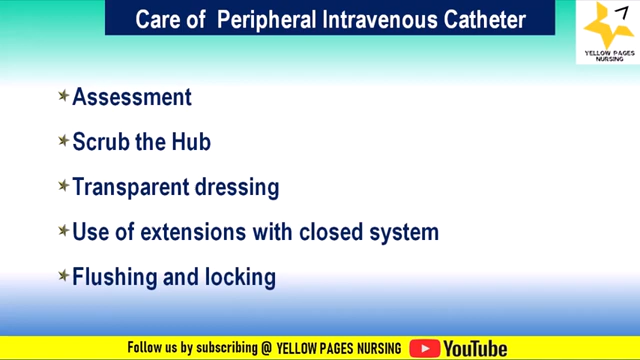 Care of Peripheral Intravenous Catheter
YELLOW PAGES
NURSING
Assessment
Scrub the Hub
Transparent dressing
Use of extensions with closed system
Flushing and locking
Follow us by subscribing @ YELLOW PAGES NURSING YouTube